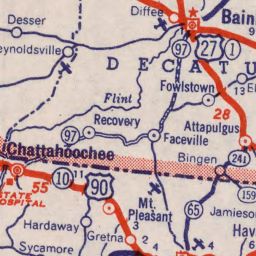 Diffee
Desser
Bain
eynoldsville
97
27
1
DECATU
Flint
Fowlstown
13
28
Recovery
97
Faceville
Attapulgus
Chattahoochee
Bingen
241
55
10
11
90
STATE
HOSPITAL
Mt.
Pleasant
159
65
Jamieso
Hardaway
Hav
Gretna
3
2
4
Sycamore